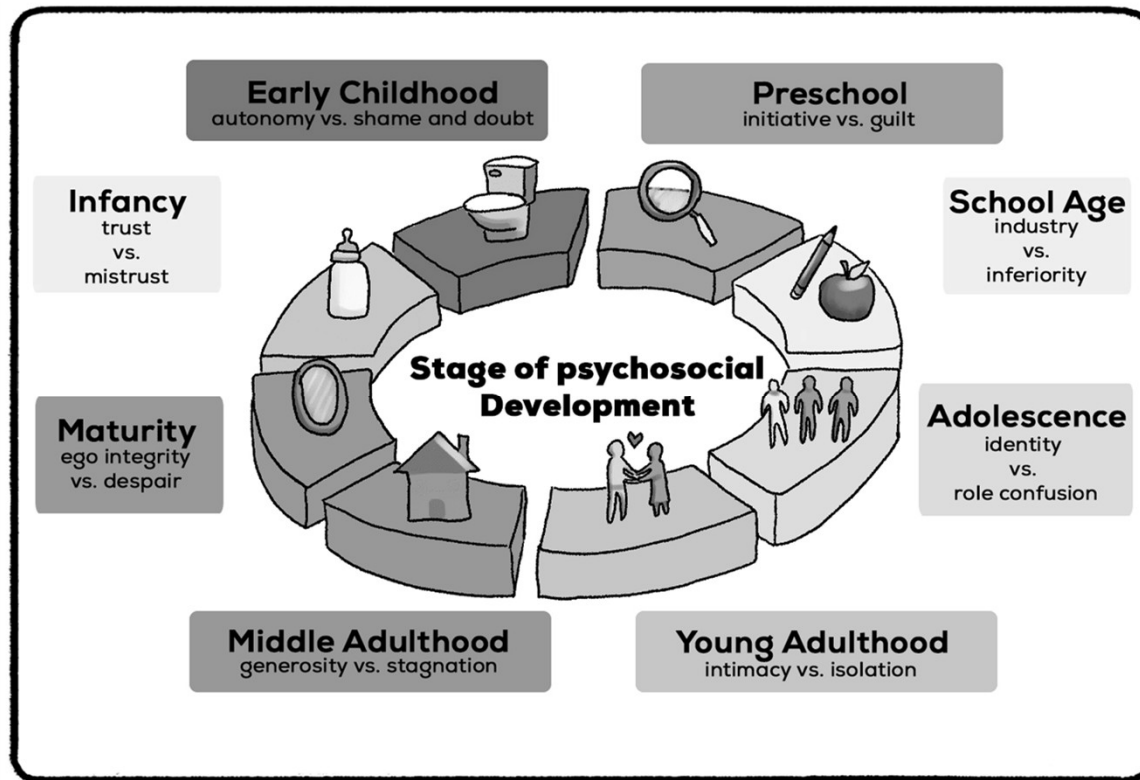 Early Childhood
autonomy vs. shame and doubt
Preschool
initiative vs. guilt
Infancy
trust
vs.
mistrust
School Age
industry
vs.
inferiority
Stage of psychosocial
Development
Maturity
ego integrity
vs. despair
Adolescence
identity
vs.
role confusion
Middle Adulthood
generosity vs. stagnation
Young Adulthood
intimacy vs. isolation